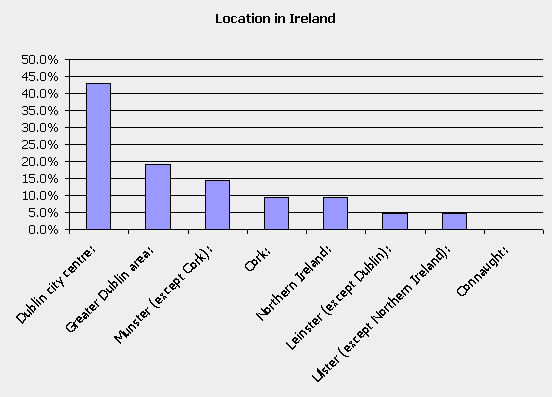 Location in Ireland
50.0%
45.0%
40.0%
35.0%
30.0%
25.0%
20.0%
15.0%
10.0%
5.0%
0.0%
Dublin city centre:
Greater Dublin area:
Munster (except Cork):
Cork:
Northern Ireland:
Leinster (except Dublin):
Ulster (except Northern Ireland):
Connaught: